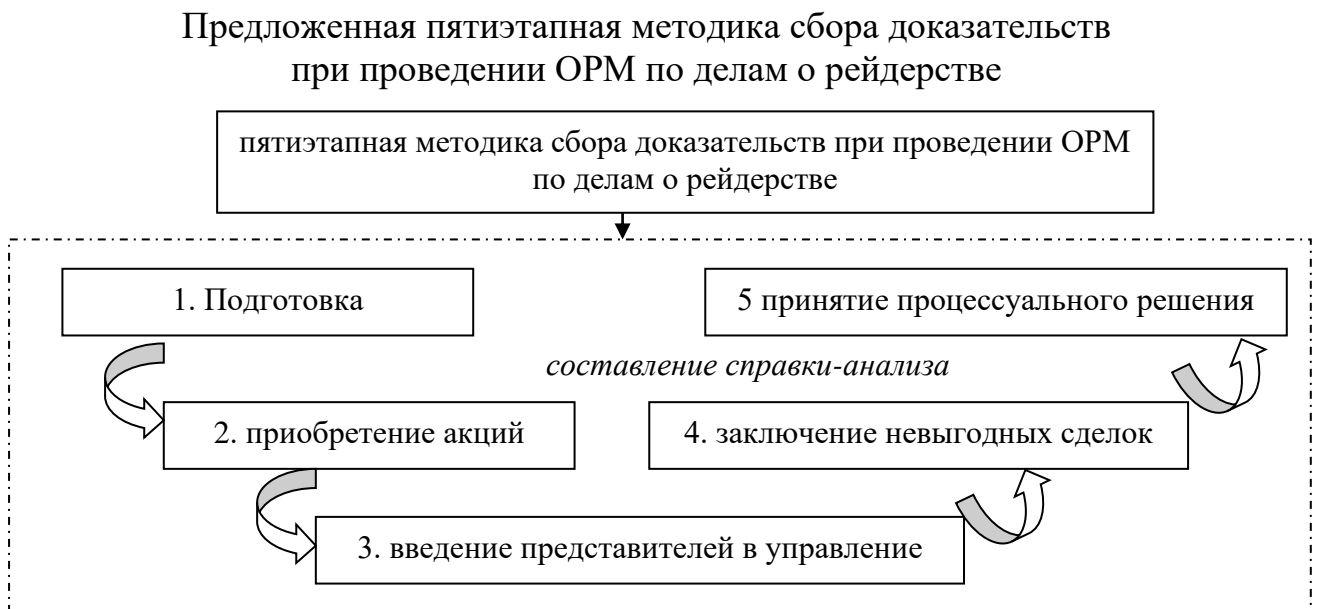 Предложенная пятиэтапная методика сбора доказательств
при проведении ОРМ по делам о рейдерстве
пятиэтапная методика сбора доказательств при проведении ОРМ
по делам о рейдерстве
1. Подготовка
5 принятие процессуального решения
составление справки-анализа
2. приобретение акций
4. заключение невыгодных сделок
3. введение представителей в управление